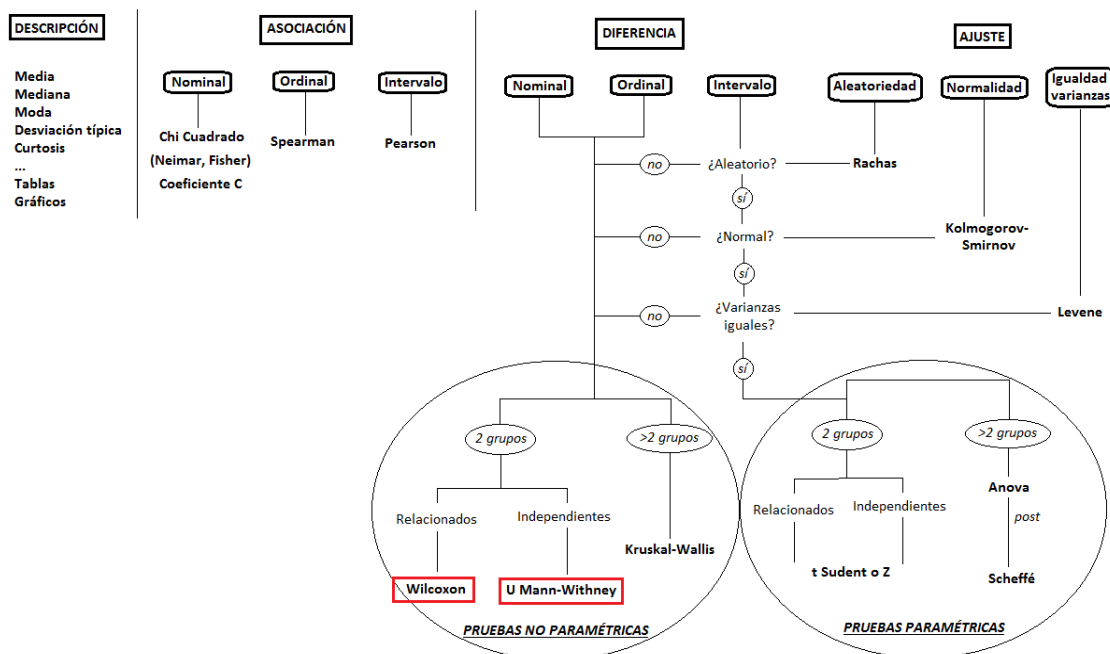 DESCRIPCIÓN
Media
Mediana
Moda
Desviación típica
Curtosis
...
Tablas
Gráficos
ASOCIACIÓN
Nominal
Chi Cuadrado
(Neimar, Fisher)
Coeficiente C
Ordinal
Spearman
Intervalo
Pearson
DIFERENCIA
Nominal
Ordinal
Intervalo
AJUSTE
Aleatoriedad
Normalidad
Igualdad
varianzas
no
¿Aleatorio?
Rachas
sí
no
¿Normal?
Kolmogorov-
Smirnov
sí
no
¿Varianzas
iguales?
Levene
sí
2 grupos
>2 grupos
Relacionados
Independientes
Wilcoxon
U Mann-Withney
Kruskal-Wallis
PRUEBAS NO PARAMÉTRICAS
2 grupos
>2 grupos
Relacionados
Independientes
t Sudent o Z
Anova
post
Scheffé
PRUEBAS PARAMÉTRICAS